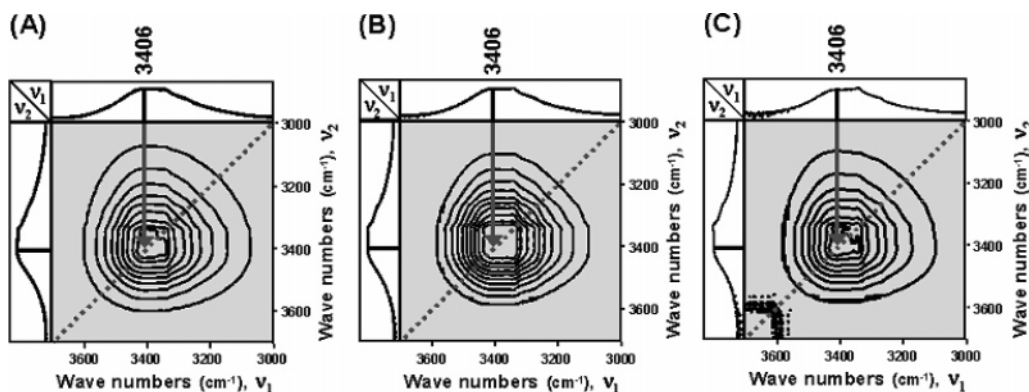 (A)
3406
ν1
ν2
3000
3200
3400
3600
Wave numbers (cm-1), ν2
3600 3400 3200 3000
Wave numbers (cm-1), ν1
(B)
3406
ν1
ν2
3000
3200
3400
3600
Wave numbers (cm-1), ν2
3600 3400 3200 3000
Wave numbers (cm-1), ν1
(C)
3406
ν1
ν2
3000
3200
3400
3600
Wave numbers (cm-1), ν2
3600 3400 3200 3000
Wave numbers (cm-1), ν1